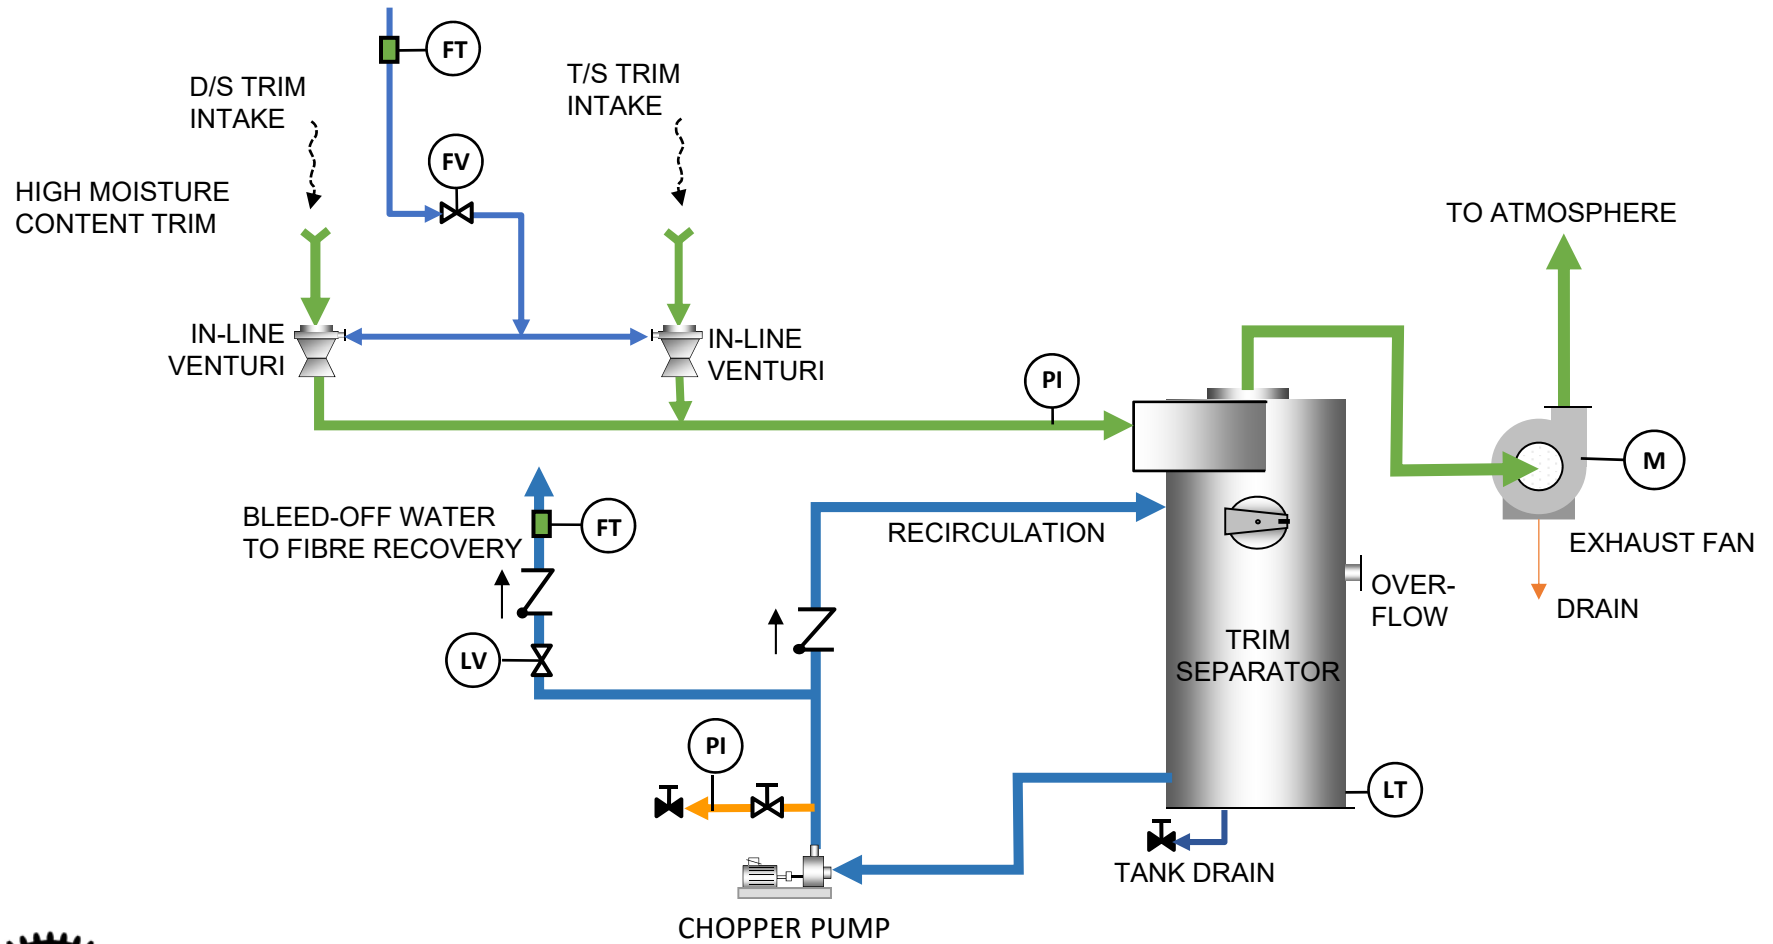 FT
D/S TRIM
INTAKE
T/S TRIM
INTAKE
FV
HIGH MOISTURE
CONTENT TRIM
TO ATMOSPHERE
IN-LINE
VENTURI
IN-LINE
VENTURI
PI
M
BLEED-OFF WATER
TO FIBRE RECOVERY
FT
RECIRCULATION
EXHAUST FAN
OVER-
FLOW
DRAIN
TRIM
SEPARATOR
LV
PI
LT
TANK DRAIN
CHOPPER PUMP